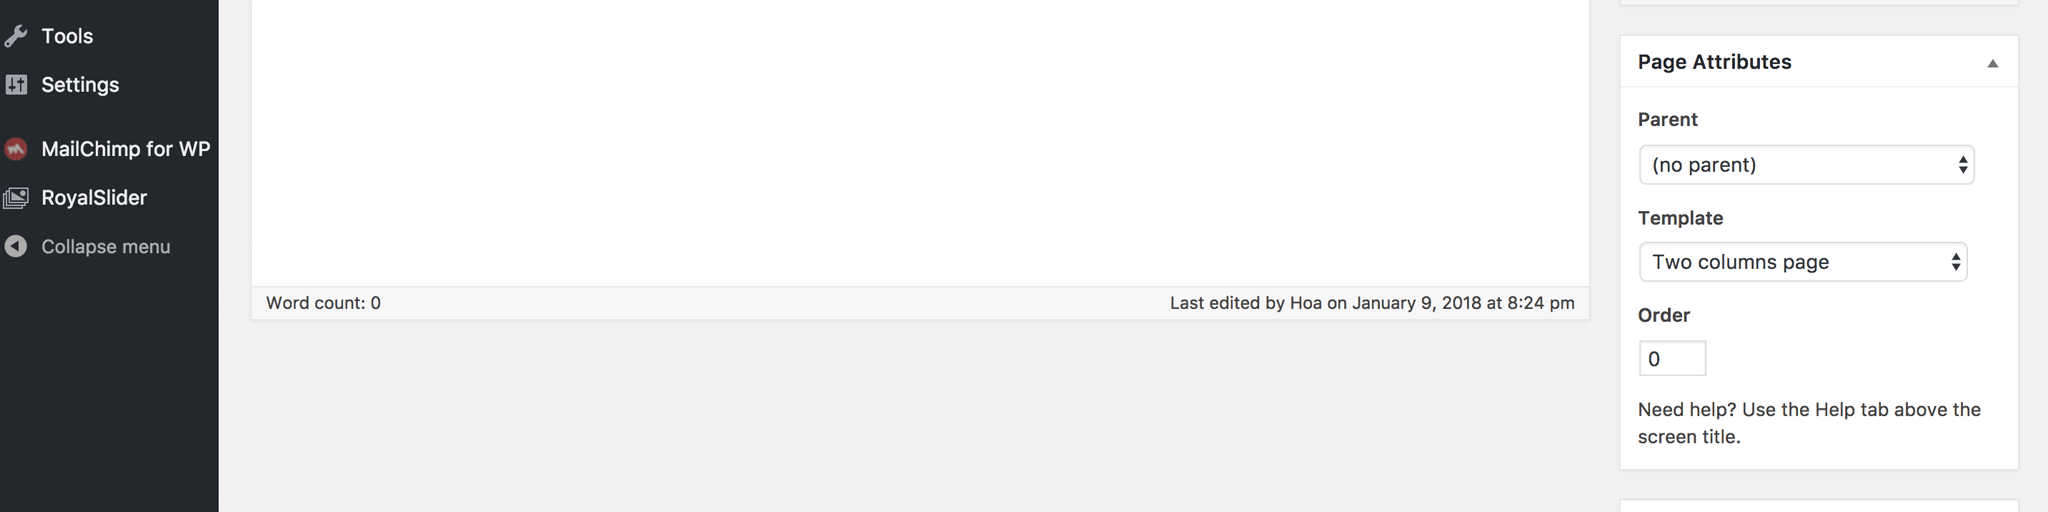 Tools
Settings
MailChimp for WP
RoyalSlider
Collapse menu
Word count: 0
Last edited by Hoa on January 9, 2018 at 8:24 pm
Page Attributes
Parent
(no parent)
Template
Two columns page
Order
0
Need help? Use the Help tab above the
screen title.